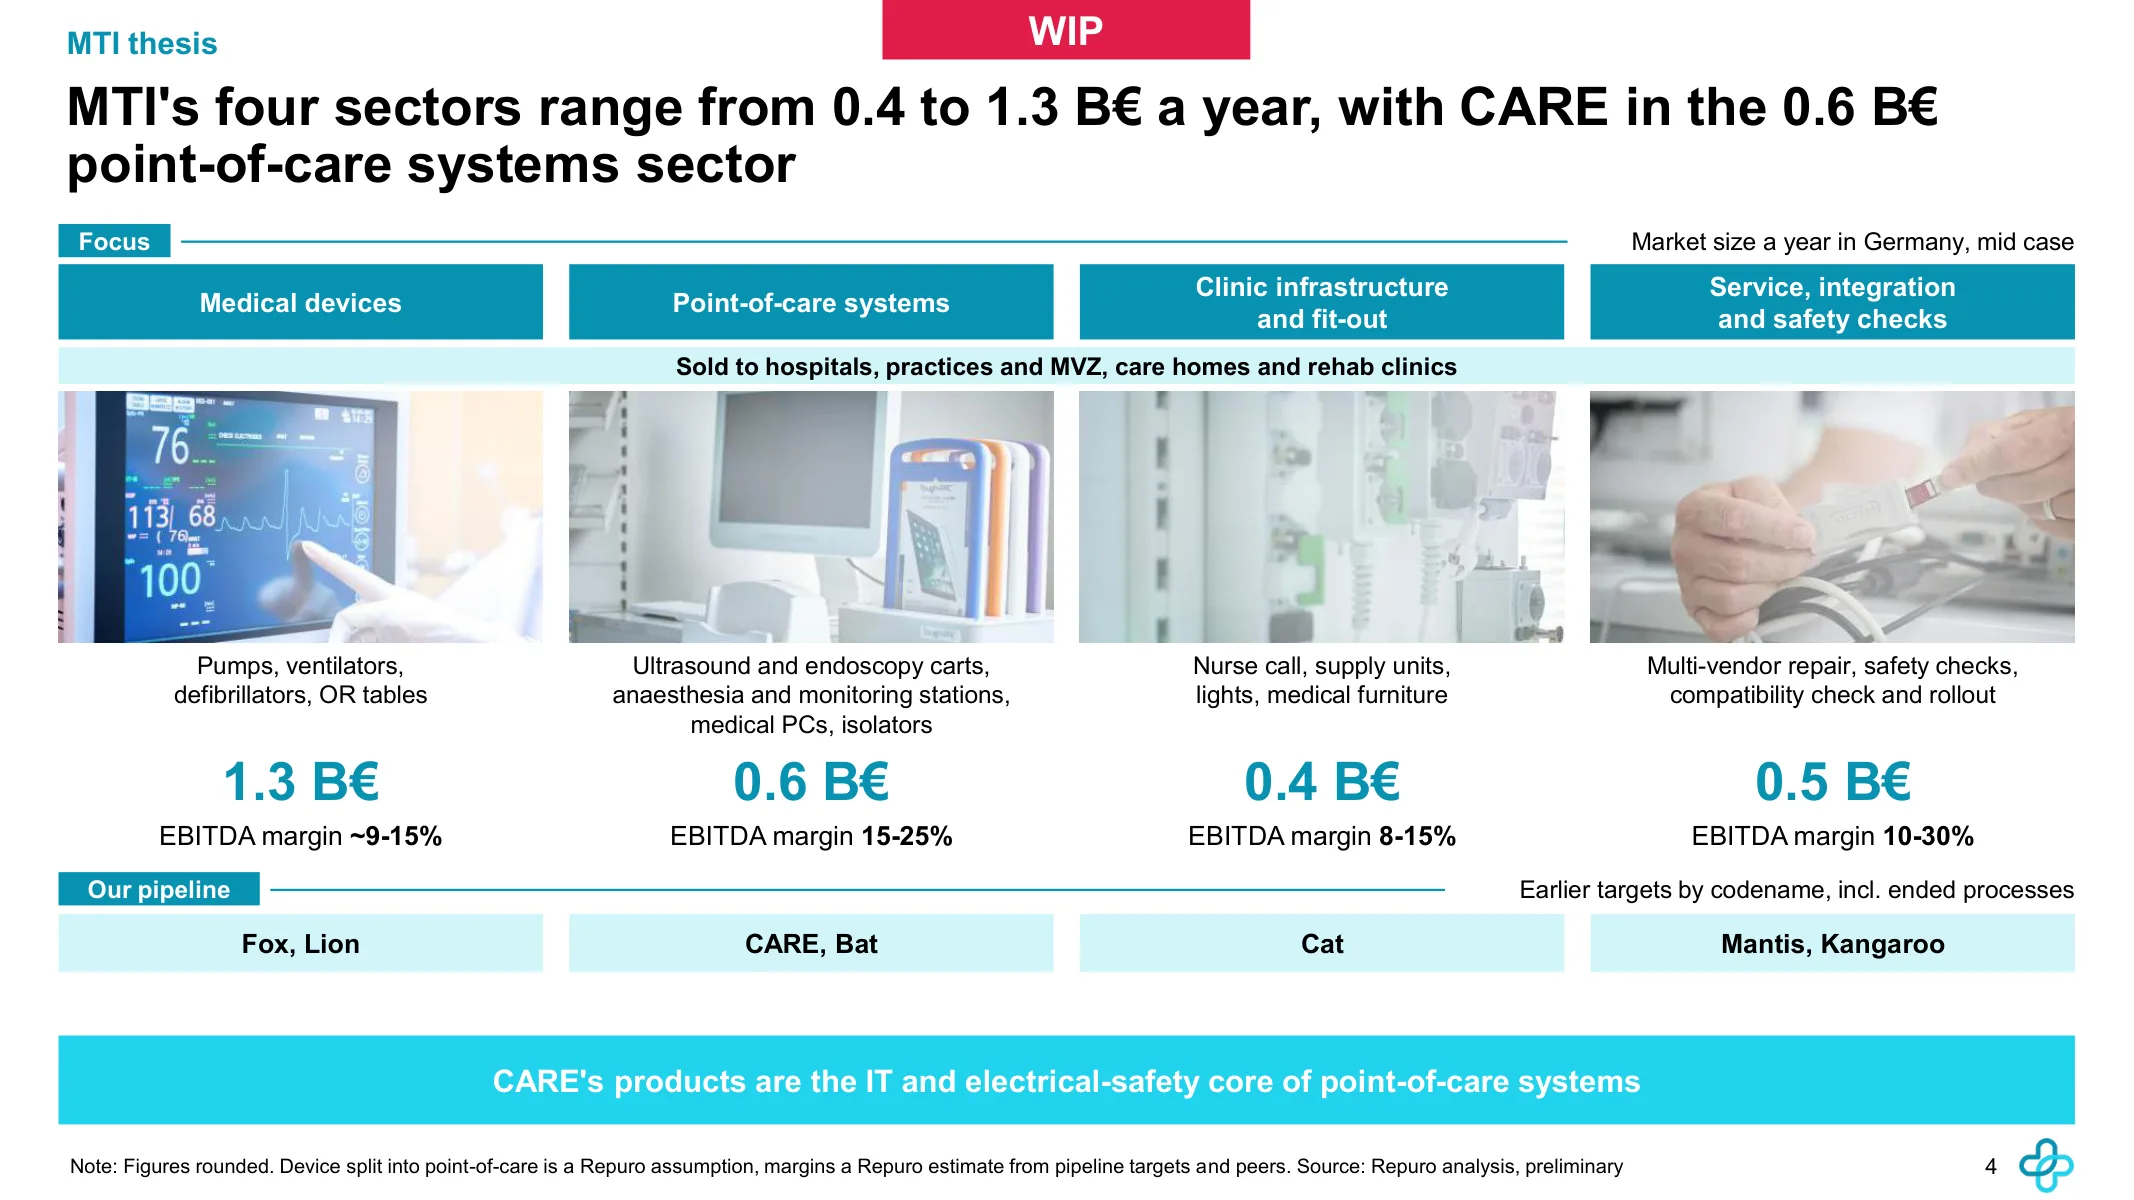 WIP
MTI thesis
MTI's four sectors range from 0.4 to 1.3 B€ a year, with CARE in the 0.6 B€
point-of-care systems sector
Focus
Market size a year in Germany, mid case
Medical devices
Point-of-care systems
Clinic infrastructure
and fit-out
Service, integration
and safety checks
Sold to hospitals, practices and MVZ, care homes and rehab clinics
76
113/ 68
(76)
100
CHECK ELECTRODES
14:25
Pumps, ventilators,
defibrillators, OR tables
Ultrasound and endoscopy carts,
anaesthesia and monitoring stations,
medical PCs, isolators
Nurse call, supply units,
lights, medical furniture
Multi-vendor repair, safety checks,
compatibility check and rollout
1.3 B€
0.6 B€
0.4 B€
0.5 B€
EBITDA margin ~9-15%
EBITDA margin 15-25%
EBITDA margin 8-15%
EBITDA margin 10-30%
Our pipeline
Earlier targets by codename, incl. ended processes
Fox, Lion
CARE, Bat
Cat
Mantis, Kangaroo
CARE's products are the IT and electrical-safety core of point-of-care systems
Note: Figures rounded. Device split into point-of-care is a Repuro assumption, margins a Repuro estimate from pipeline targets and peers. Source: Repuro analysis, preliminary
4